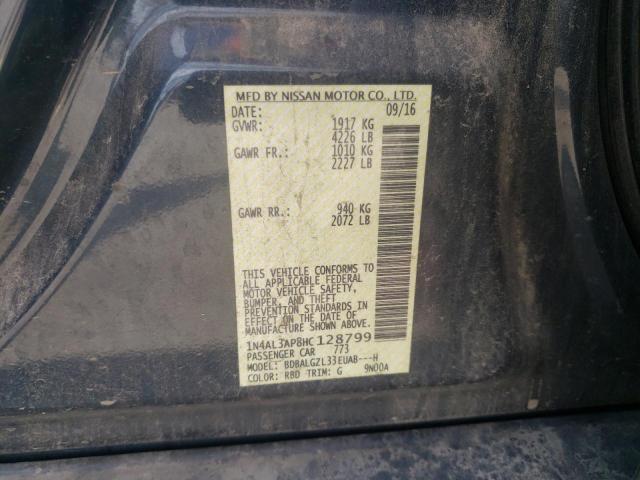 MFD BY NISSAN MOTOR CO., LTD.
DATE: 09/16
GVWR: 1917 KG
4226 LB
GAWR FR.: 1010 KG
2227 LB
GAWR RR.: 940 KG
2072 LB
THIS VEHICLE CONFORMS TO
ALL APPLICABLE FEDERAL
MOTOR VEHICLE SAFETY,
BUMPER, AND THEFT
PREVENTION STANDARDS IN
EFFECT ON THE DATE OF
MANUFACTURE SHOWN ABOVE.
1N4AL3AP8HC128799
PASSENGER CAR 773
MODEL: BDBALGZL33EUAB---H
COLOR: RBD TRIM: G 9N00A